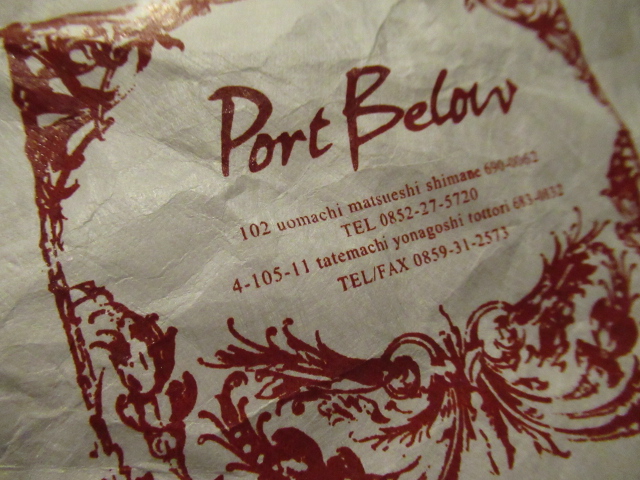 Port Below
102 uomachi matsueshi shimane 690-0062
TEL 0852-27-5720
4-105-11 tatemachi yonagoshi tottori 683-0832
TEL/FAX 0859-31-2573